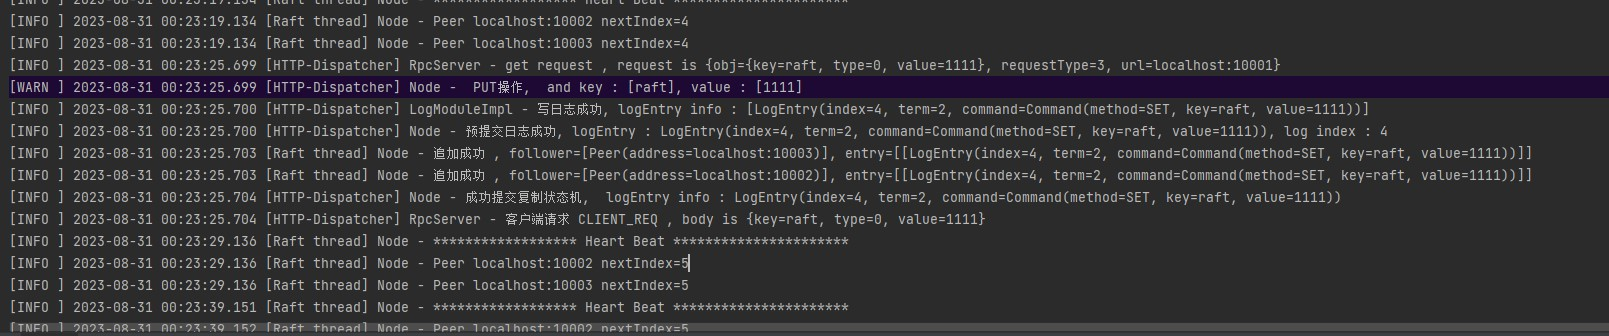 [INFO ] 2023-08-31 00:23:19.134 [Raft thread] Node - ****************** Heart Beat **********************
[INFO ] 2023-08-31 00:23:19.134 [Raft thread] Node - Peer localhost:10002 nextIndex=4
[INFO ] 2023-08-31 00:23:19.134 [Raft thread] Node - Peer localhost:10003 nextIndex=4
[INFO ] 2023-08-31 00:23:25.699 [HTTP-Dispatcher] RpcServer - get request , request is {obj={key=raft, type=0, value=1111}, requestType=3, url=localhost:10001}
[WARN ] 2023-08-31 00:23:25.699 [HTTP-Dispatcher] Node -  PUT操作,  and key : [raft], value : [1111]
[INFO ] 2023-08-31 00:23:25.700 [HTTP-Dispatcher] LogModuleImpl - 写日志成功, logEntry info : [LogEntry(index=4, term=2, command=Command(method=SET, key=raft, value=1111))]
[INFO ] 2023-08-31 00:23:25.700 [HTTP-Dispatcher] Node - 预提交日志成功, logEntry : LogEntry(index=4, term=2, command=Command(method=SET, key=raft, value=1111)), log index : 4
[INFO ] 2023-08-31 00:23:25.703 [Raft thread] Node - 追加成功 , follower=[Peer(address=localhost:10003)], entry=[[LogEntry(index=4, term=2, command=Command(method=SET, key=raft, value=1111))]]
[INFO ] 2023-08-31 00:23:25.703 [Raft thread] Node - 追加成功 , follower=[Peer(address=localhost:10002)], entry=[[LogEntry(index=4, term=2, command=Command(method=SET, key=raft, value=1111))]]
[INFO ] 2023-08-31 00:23:25.704 [HTTP-Dispatcher] Node - 成功提交复制状态机,  logEntry info : LogEntry(index=4, term=2, command=Command(method=SET, key=raft, value=1111))
[INFO ] 2023-08-31 00:23:25.704 [HTTP-Dispatcher] RpcServer - 客户端请求 CLIENT_REQ , body is {key=raft, type=0, value=1111}
[INFO ] 2023-08-31 00:23:29.136 [Raft thread] Node - ****************** Heart Beat **********************
[INFO ] 2023-08-31 00:23:29.136 [Raft thread] Node - Peer localhost:10002 nextIndex=5
[INFO ] 2023-08-31 00:23:29.136 [Raft thread] Node - Peer localhost:10003 nextIndex=5
[INFO ] 2023-08-31 00:23:39.151 [Raft thread] Node - ****************** Heart Beat **********************
[INFO ] 2023-08-31 00:23:39.152 [Raft thread] Node - Peer localhost:10002 nextIndex=5